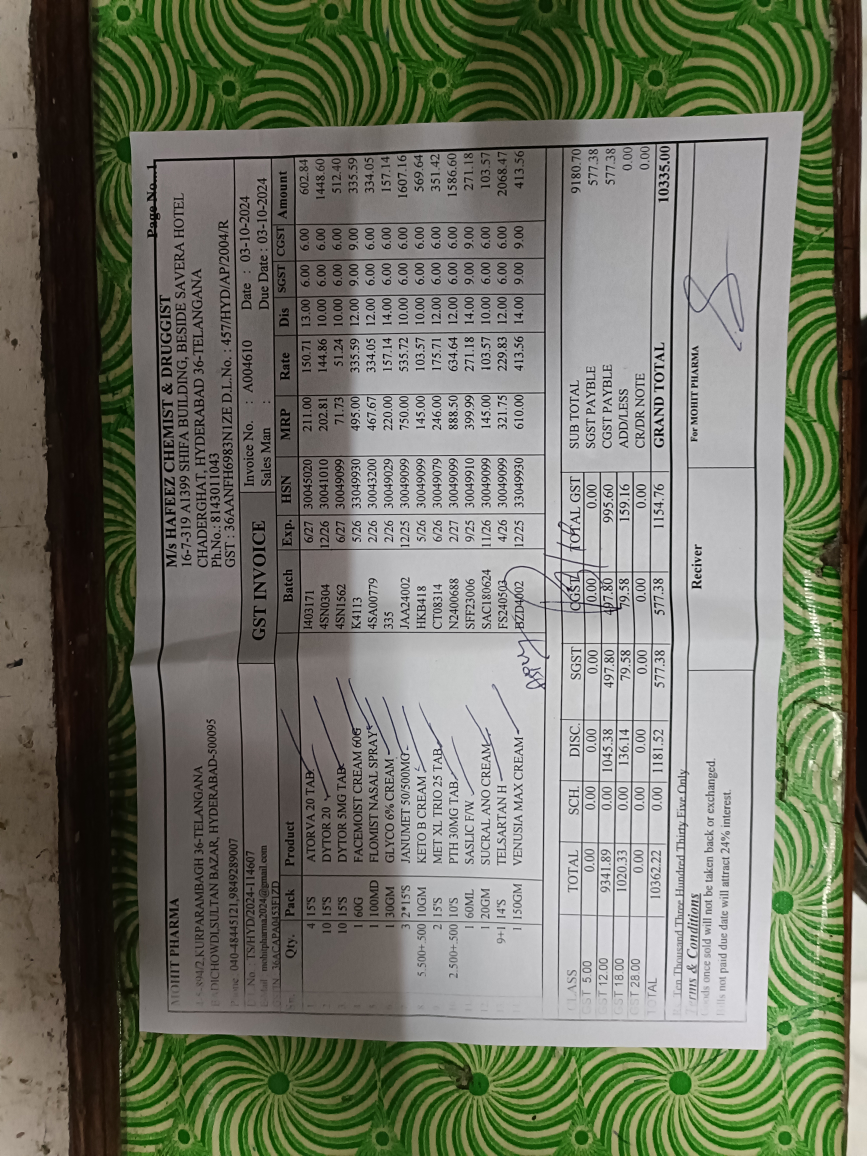 Page No...1
MOHIT PHARMA
KURPARAMBAGH 36-TELANGANA
BADICHOWDI,SULTAN BAZAR, HYDERABAD-500095
Phone :040-48445121,9849289007
No. : TS/HYD/2024-114607
mohitpharma2024@gmail.com
M/s HAFEEZ CHEMIST & DRUGGIST
16-7-319 A1399 SHIFA BUILDING, BESIDE SAVERA HOTEL
CHADERGHAT, HYDERABAD 36-TELANGANA
Ph.No.: 8143011043
GST : 36AANFH6983N1ZE D.L.No. : 457/HYD/AP/2004/R
GST INVOICE
Invoice No. : A004610 Date : 03-10-2024
Sales Man : Due Date : 03-10-2024
Qty. Pack Product Batch Exp. HSN MRP Rate Dis SGST CGST Amount
4 15'S ATORVA 20 TAB I403171 6/27 30045020 211.00 150.71 13.00 6.00 6.00 602.84
10 15'S DYTOR 20 4SN0304 12/26 30041010 202.81 144.86 10.00 6.00 6.00 1448.60
10 15'S DYTOR 5MG TAB 4SN1562 6/27 30049099 71.73 51.24 10.00 6.00 6.00 512.40
1 60G FACEMOIST CREAM 60G K4113 5/26 33049930 495.00 335.59 12.00 9.00 9.00 335.59
1 100MD FLOMIST NASAL SPRAY 4SA00779 2/26 30043200 467.67 334.05 12.00 6.00 6.00 334.05
1 30GM GLYCO 6% CREAM 335 2/26 30049029 220.00 157.14 14.00 6.00 6.00 157.14
3 2*15'S JANUMET 50/500MG JAA24002 12/25 30049099 750.00 535.72 10.00 6.00 6.00 1607.16
5.500+.500 10GM KETO B CREAM HKB418 5/26 30049099 145.00 103.57 10.00 6.00 6.00 569.64
2 15'S MET XL TRIO 25 TAB CT08314 6/26 30049079 246.00 175.71 12.00 6.00 6.00 351.42
2.500+.500 10'S PTH 30MG TAB N2400688 2/27 30049099 888.50 634.64 12.00 6.00 6.00 1586.60
1 60ML SASLIC F/W SFF23006 9/25 30049910 399.99 271.18 14.00 9.00 9.00 271.18
1 20GM SUCRAL ANO CREAM SAC180624 11/26 30049099 145.00 103.57 10.00 6.00 6.00 103.57
9+1 14'S TELSARTAN H FS240503 4/26 30049099 321.75 229.83 12.00 6.00 6.00 2068.47
1 150GM VENUSIA MAX CREAM BZD4002 12/25 33049930 610.00 413.56 14.00 9.00 9.00 413.56
CLASS TOTAL SCH. DISC. SGST CGST TOTAL GST
GST 5.00 0.00 0.00 0.00 0.00 0.00 0.00
GST 12.00 9341.89 0.00 1045.38 497.80 497.80 995.60
GST 18.00 1020.33 0.00 136.14 79.58 79.58 159.16
GST 28.00 0.00 0.00 0.00 0.00 0.00 0.00
TOTAL 10362.22 0.00 1181.52 577.38 577.38 1154.76
SUB TOTAL 9180.70
SGST PAYBLE 577.38
CGST PAYBLE 577.38
ADD/LESS 0.00
CR/DR NOTE 0.00
GRAND TOTAL 10335.00
Rs. Ten Thousand Three Hundred Thirty Five Only
Terms & Conditions
Goods once sold will not be taken back or exchanged.
Bills not paid due date will attract 24% interest.
Reciver
For MOHIT PHARMA